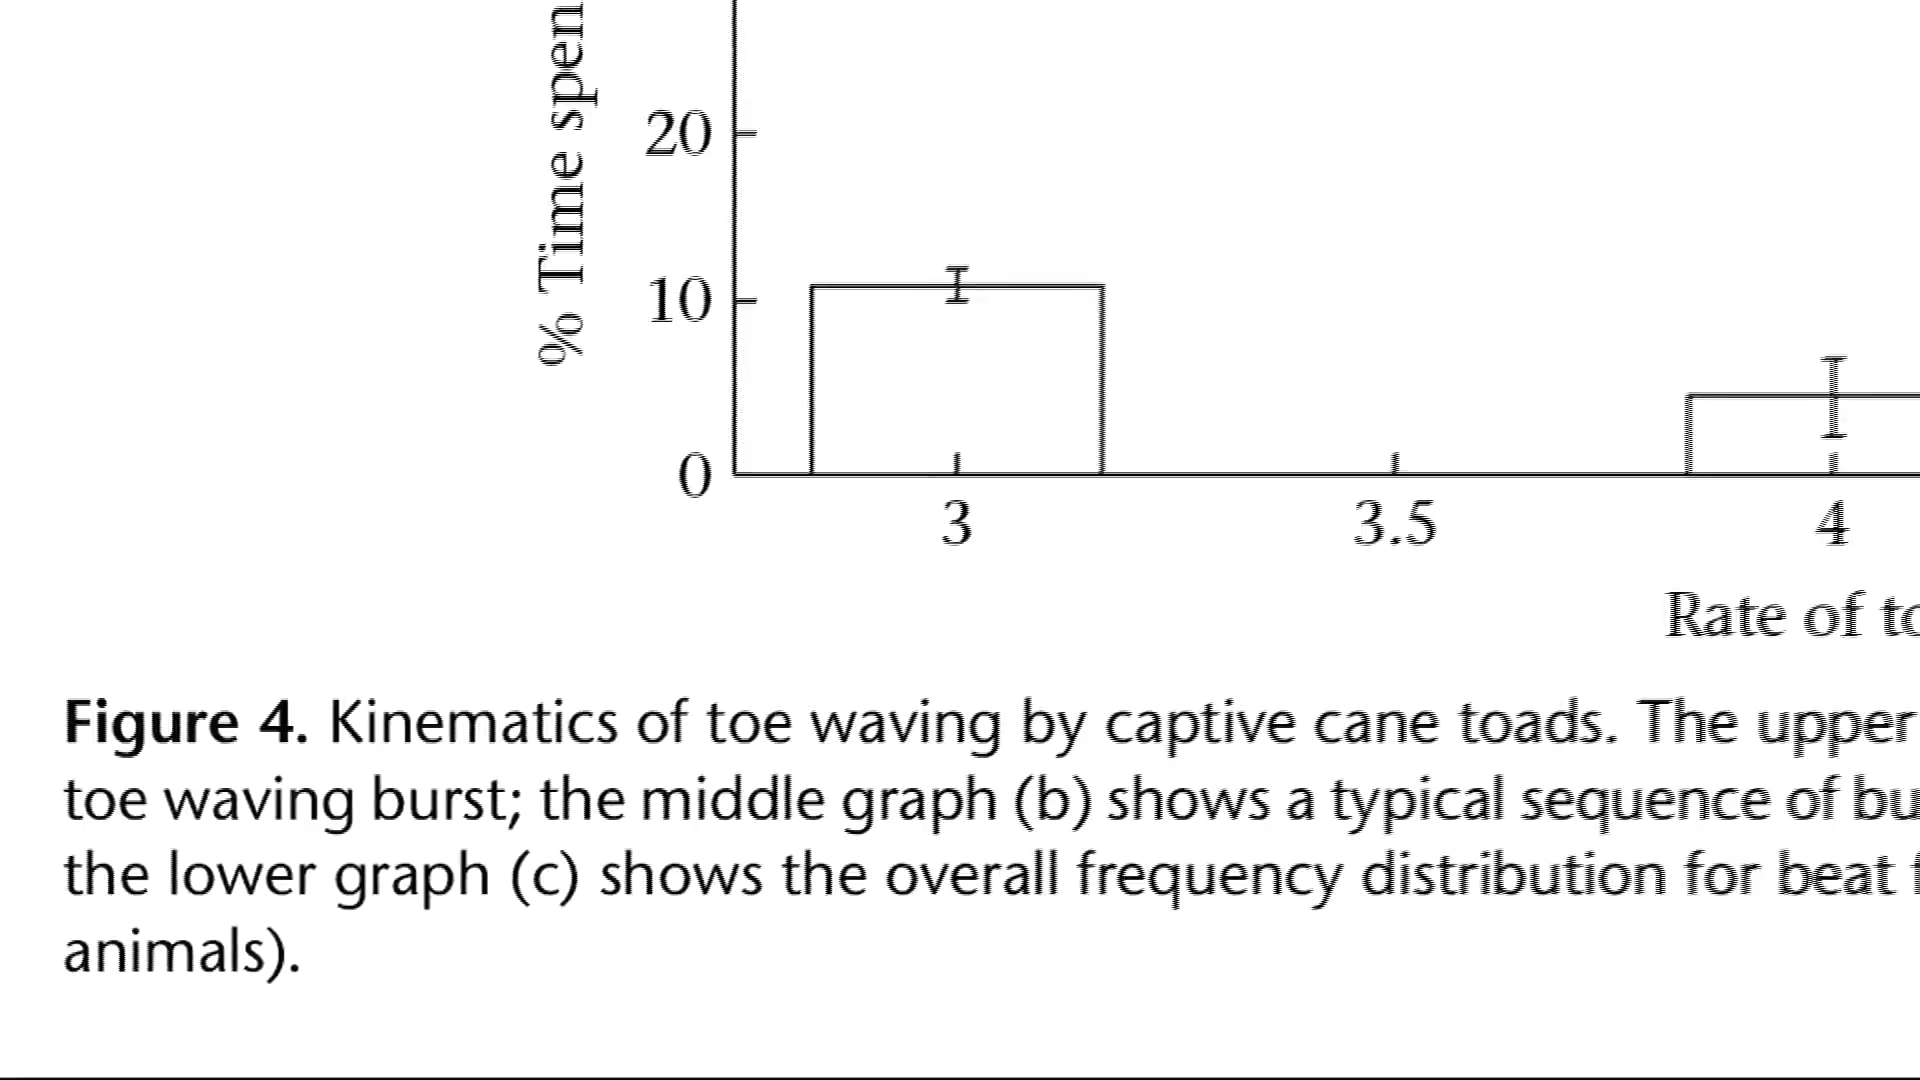 % Time spen
20
10
0
3 3.5 4
Rate of to
Figure 4. Kinematics of toe waving by captive cane toads. The upper
toe waving burst; the middle graph (b) shows a typical sequence of bu
the lower graph (c) shows the overall frequency distribution for beat f
animals).